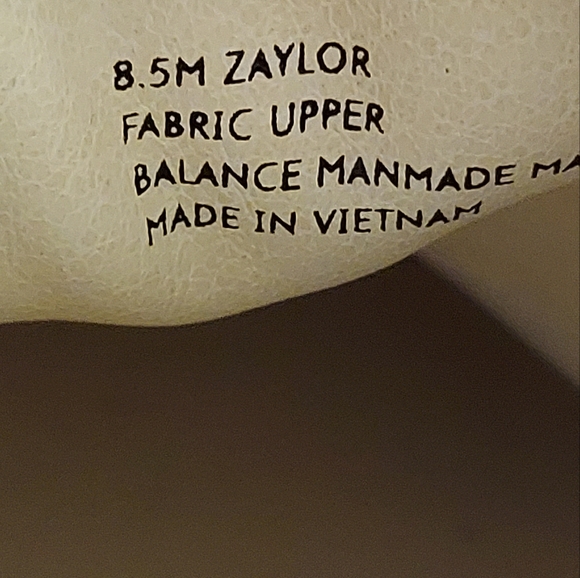 8.5M ZAYLOR
FABRIC UPPER
BALANCE MANMADE
MADE IN VIETNAM